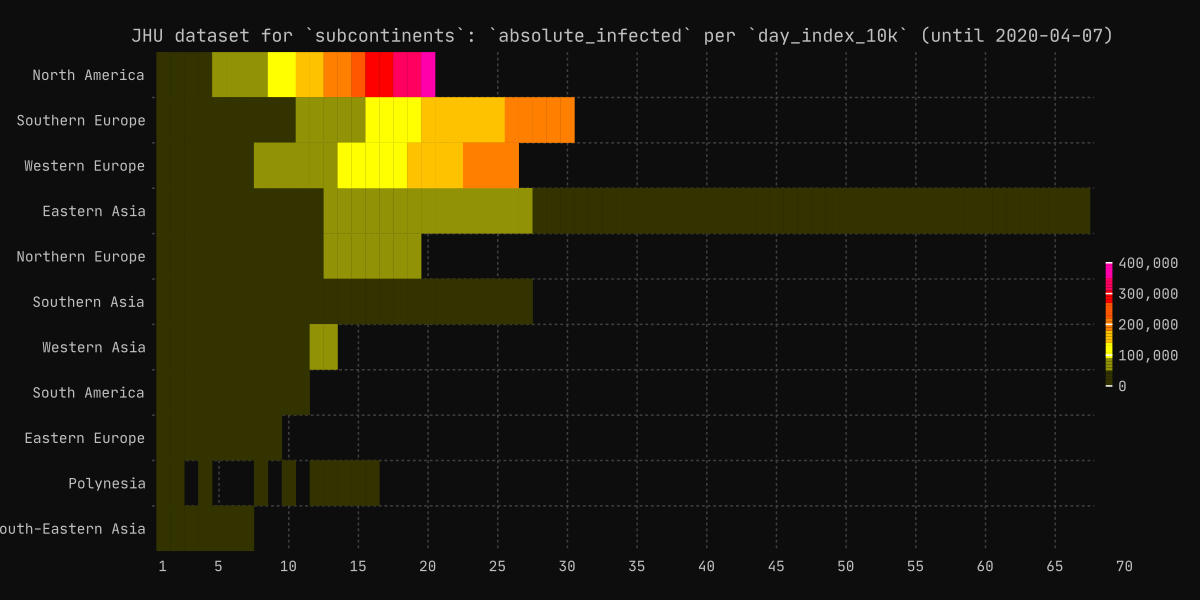 JHU dataset for `subcontinents`: `absolute_infected` per `day_index_10k` (until 2020-04-07)
North America
Southern Europe
Western Europe
Eastern Asia
Northern Europe
Southern Asia
Western Asia
South America
Eastern Europe
Polynesia
outh-Eastern Asia
400,000
300,000
200,000
100,000
0
1 5 10 15 20 25 30 35 40 45 50 55 60 65 70